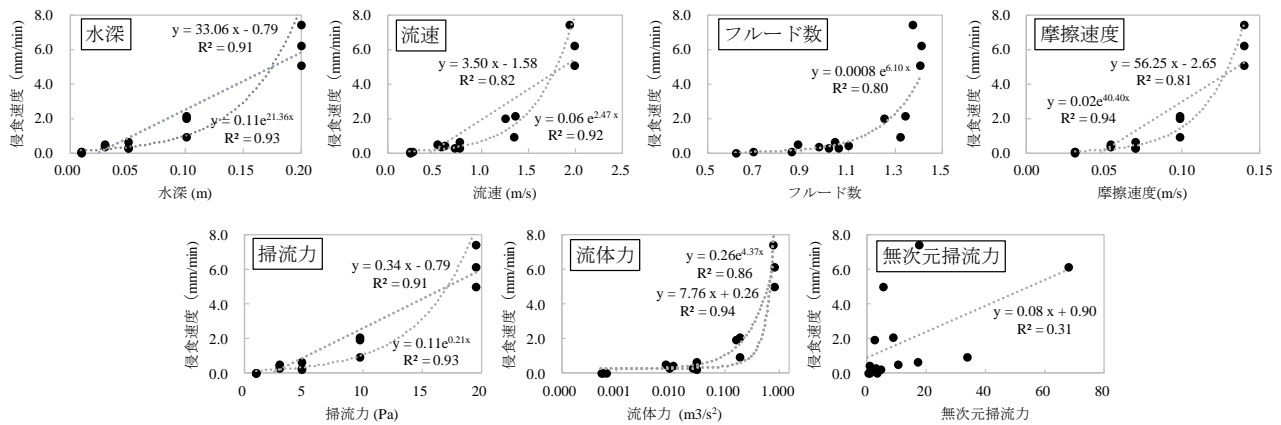 水深
侵食速度（mm/min)
8.0
6.0
4.0
2.0
0.0
y = 33.06 x - 0.79
R² = 0.91
y = 0.11e^21.36x
R² = 0.93
0.00
0.05
0.10
0.15
0.20
水深 (m)
流速
侵食速度（mm/min)
8.0
6.0
4.0
2.0
0.0
y = 3.50 x - 1.58
R² = 0.82
y = 0.06 e^2.47 x
R² = 0.92
0.0
0.5
1.0
1.5
2.0
2.5
流速 (m/s)
フルード数
侵食速度（mm/min)
8.0
6.0
4.0
2.0
0.0
y = 0.0008 e^6.10 x
R² = 0.80
0.5
0.7
0.9
1.1
1.3
1.5
フルード数
摩擦速度
侵食速度（mm/min)
8.0
6.0
4.0
2.0
0.0
y = 56.25 x - 2.65
R² = 0.81
y = 0.02e^40.40x
R² = 0.94
0.00
0.05
0.10
0.15
摩擦速度(m/s)
掃流力
侵食速度（mm/min)
8.0
6.0
4.0
2.0
0.0
y = 0.34 x - 0.79
R² = 0.91
y = 0.11e^0.21x
R² = 0.93
0
5
10
15
20
掃流力 (Pa)
流体力
侵食速度（mm/min)
8.0
6.0
4.0
2.0
0.0
y = 0.26e^4.37x
R² = 0.86
y = 7.76 x + 0.26
R² = 0.94
0.000
0.001
0.010
0.100
1.000
流体力 (m3/s²)
無次元掃流力
侵食速度（mm/min)
8.0
6.0
4.0
2.0
0.0
y = 0.08 x + 0.90
R² = 0.31
0
20
40
60
80
無次元掃流力